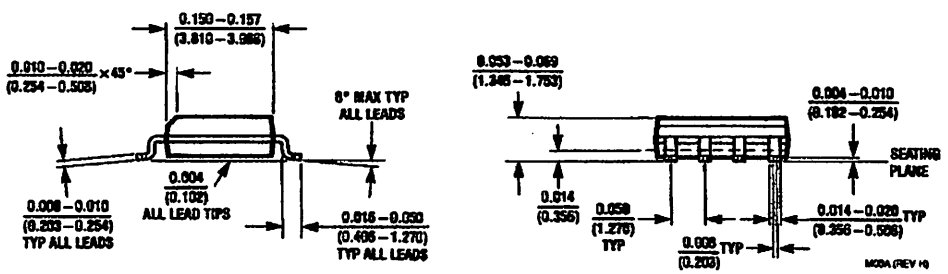 0.150–0.157
(3.810–3.988)
0.010–0.020 ×45°
(0.254–0.508)
8° MAX TYP
ALL LEADS
0.004
(0.102)
ALL LEAD TIPS
0.008–0.010
(0.203–0.254)
TYP ALL LEADS
0.016–0.050
(0.406–1.270)
TYP ALL LEADS
0.053–0.069
(1.346–1.753)
0.004–0.010
(0.102–0.254)
SEATING
PLANE
0.014
(0.356)
0.050
(1.270)
TYP
0.014–0.020 TYP
(0.356–0.508)
0.008 TYP
(0.203)
M08A (REV H)